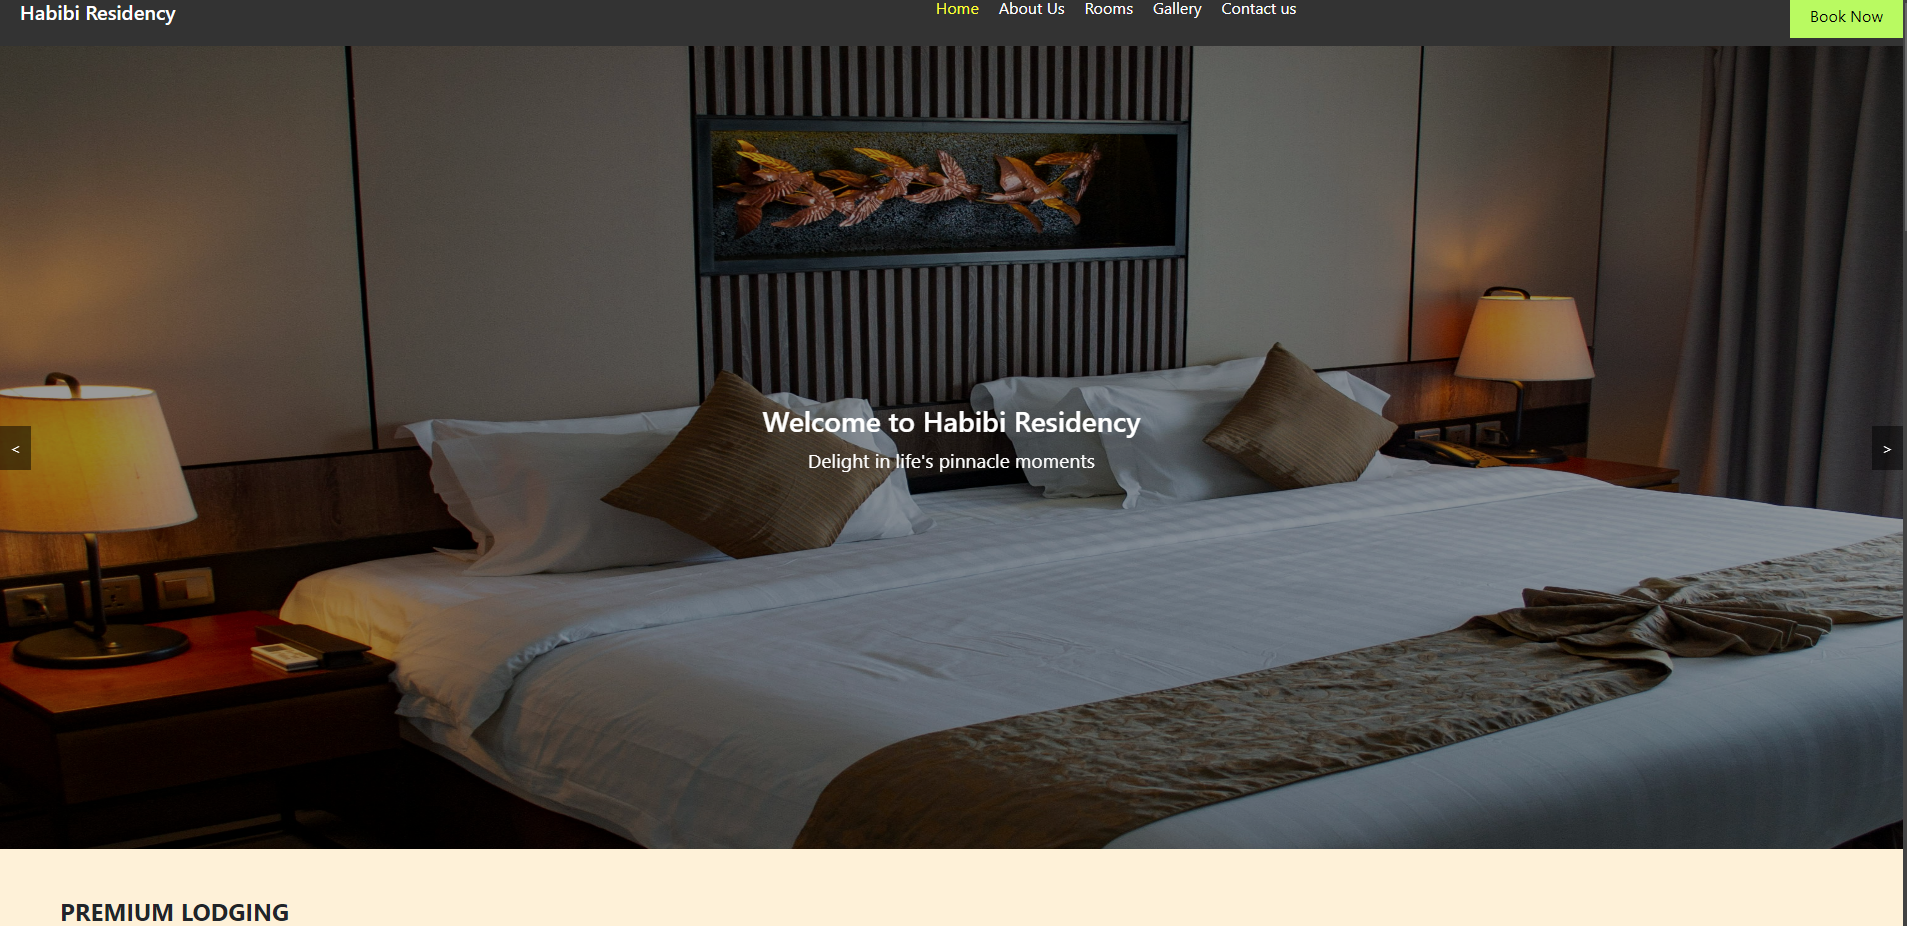 Habibi Residency
Home About Us Rooms Gallery Contact us
Book Now
Welcome to Habibi Residency
Delight in life's pinnacle moments
<
>
PREMIUM LODGING